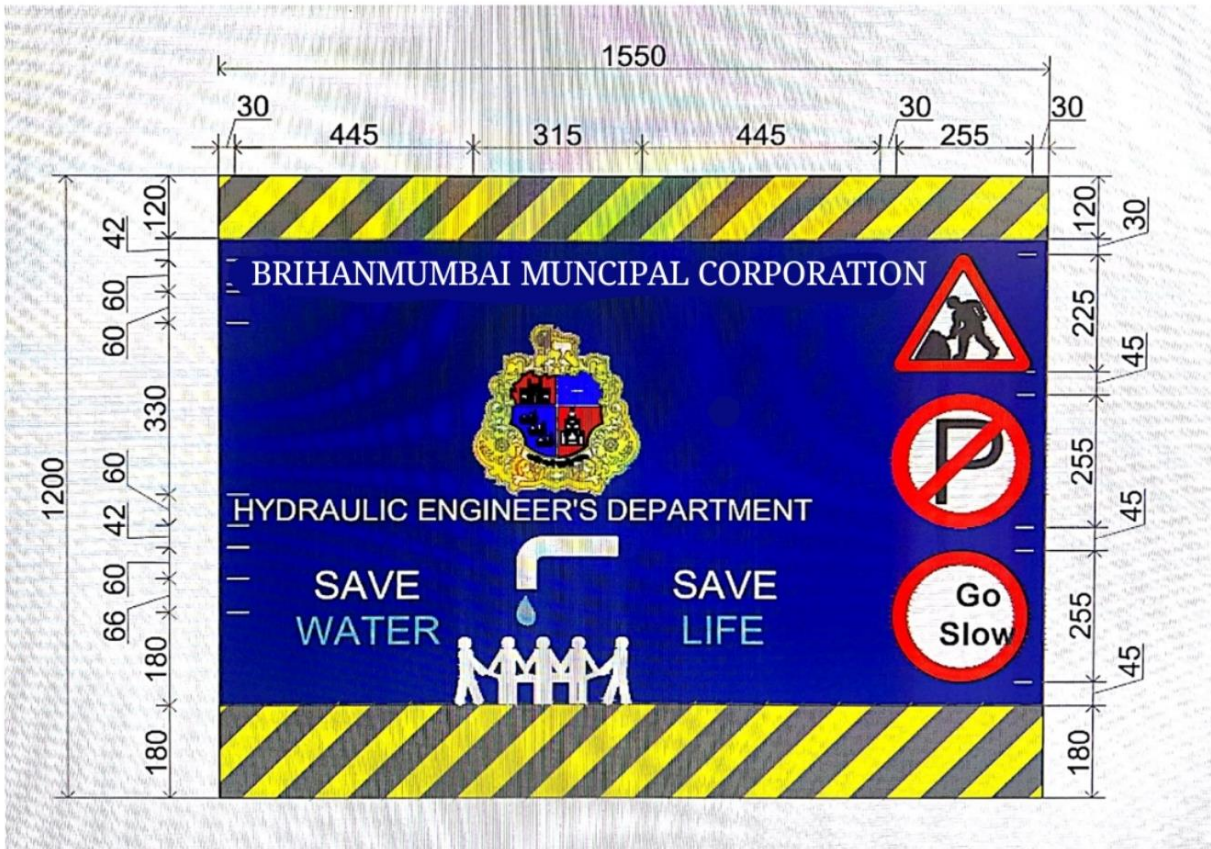 1550
30 445 315 445 30 255 30
120 120
42 30
BRIHANMUMBAI MUNCIPAL CORPORATION
60 225
60
45
330
P
255
1200
60
HYDRAULIC ENGINEER'S DEPARTMENT
42 45
60
SAVE SAVE
Go
66 255
WATER LIFE
Slow
180 45
180 180